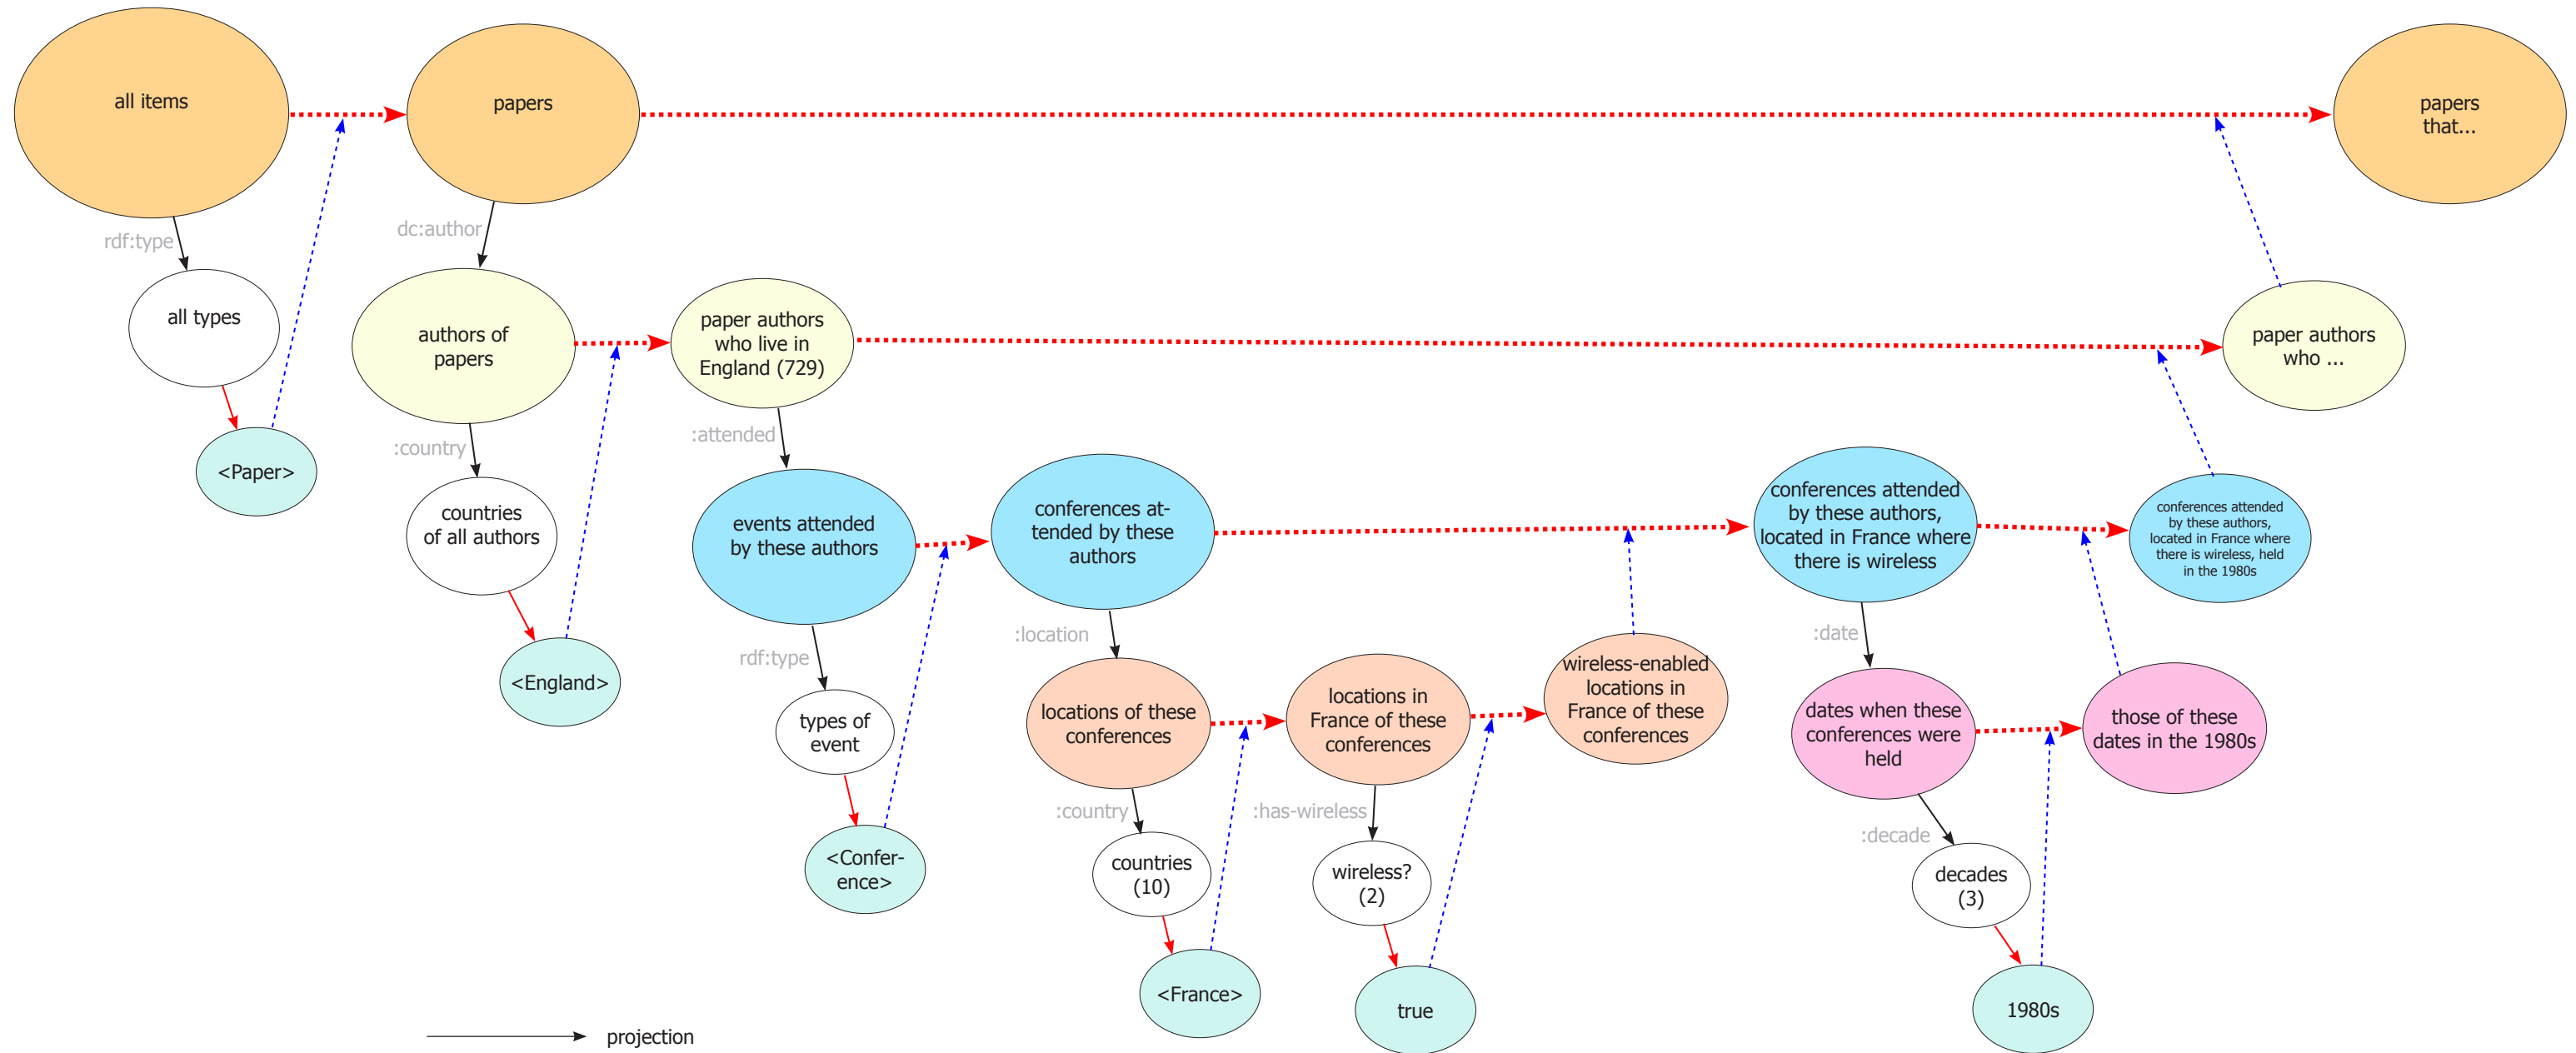 all items
papers
papers
that...
rdf:type
dc:author
all types
authors of
papers
paper authors
who live in
England (729)
paper authors
who ...
<Paper>
:country
:attended
countries
of all authors
events attended
by these authors
conferences at-
tended by these
authors
conferences attended
by these authors,
located in France where
there is wireless
conferences attended
by these authors,
located in France where
there is wireless, held
in the 1980s
<England>
rdf:type
:location
:date
types of
event
locations of these
conferences
locations in
France of these
conferences
wireless-enabled
locations in
France of these
conferences
dates when these
conferences were
held
those of these
dates in the 1980s
<Confer-
ence>
:country
:has-wireless
:decade
countries
(10)
wireless?
(2)
decades
(3)
<France>
true
1980s
projection